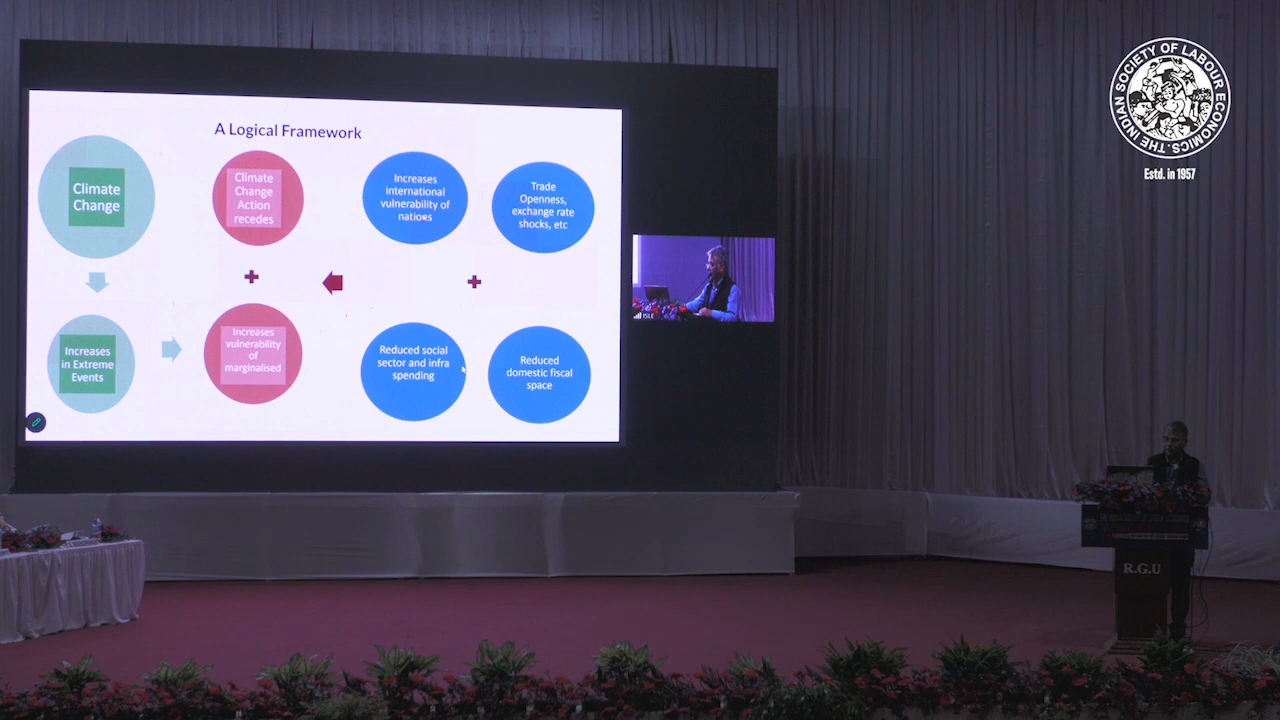 A Logical Framework
Climate
Change
Climate
Change
Action
recedes
Increases
international
vulnerability of
nations
Trade
Openness,
exchange rate
shocks, etc
Increases
in Extreme
Events
Increases
vulnerability
of
marginalised
Reduced social
sector and infra
spending
Reduced
domestic fiscal
space
ISLE
THE INDIAN SOCIETY OF LABOUR ECONOMICS.
Estd. in 1957
R.G.U